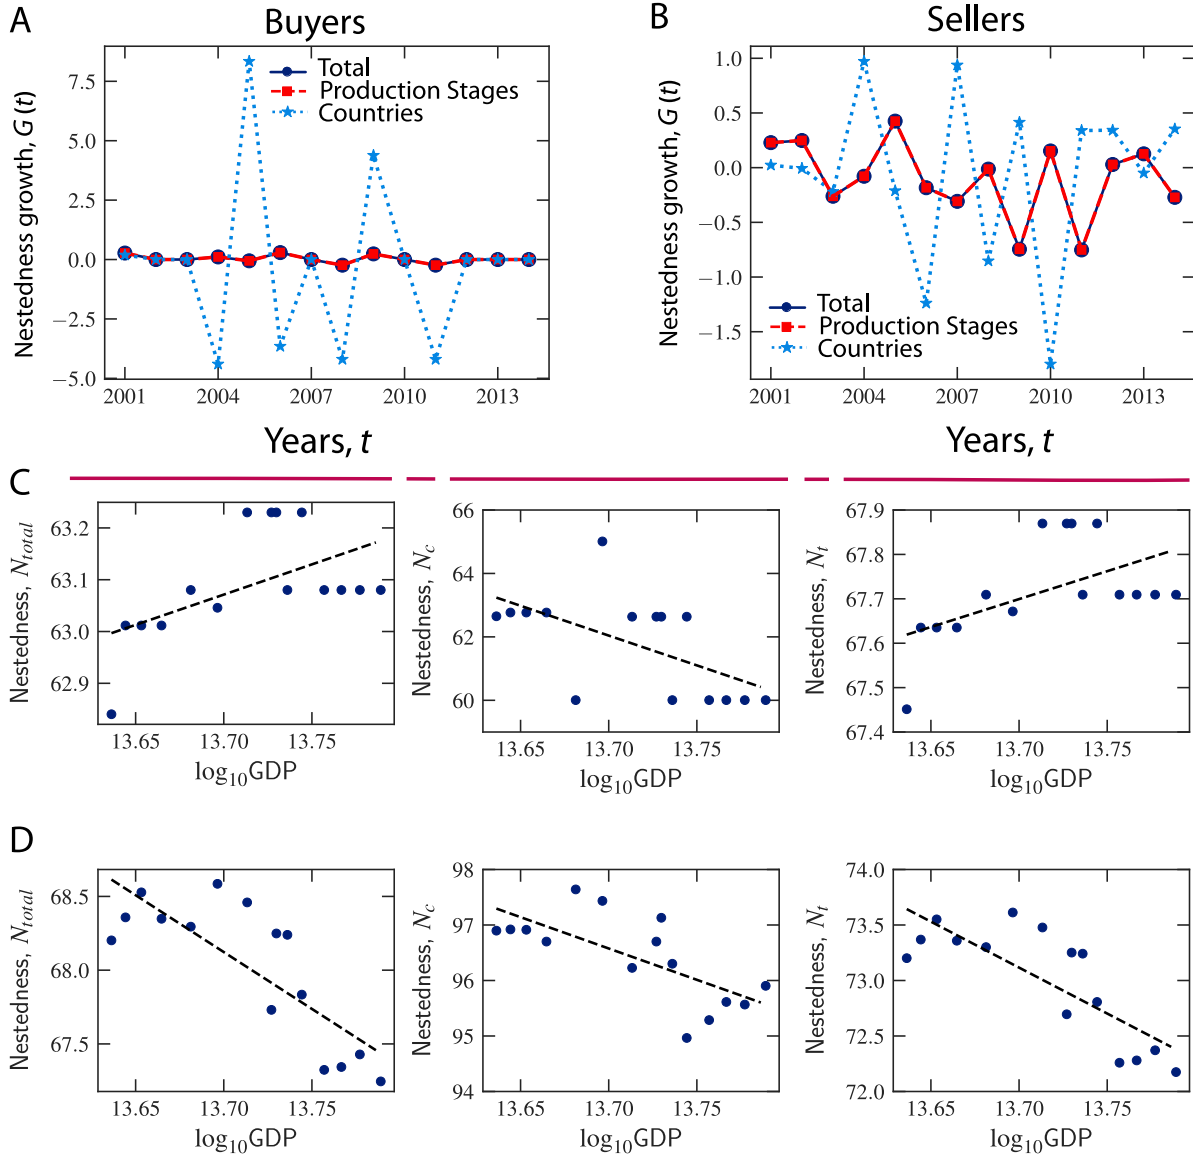 A
Buyers
Nestedness growth, G (t)
7.5
5.0
2.5
0.0
−2.5
−5.0
Total
Production Stages
Countries
2001
2004
2007
2010
2013
Years, t
B
Sellers
Nestedness growth, G (t)
1.0
0.5
0.0
−0.5
−1.0
−1.5
Total
Production Stages
Countries
2001
2004
2007
2010
2013
Years, t
C
Nestedness, N_total
63.2
63.1
63.0
62.9
13.65
13.70
13.75
log₁₀GDP
Nestedness, N_c
66
64
62
60
13.65
13.70
13.75
log₁₀GDP
Nestedness, N_t
67.9
67.8
67.7
67.6
67.5
67.4
13.65
13.70
13.75
log₁₀GDP
D
Nestedness, N_total
68.5
68.0
67.5
13.65
13.70
13.75
log₁₀GDP
Nestedness, N_c
98
97
96
95
94
13.65
13.70
13.75
log₁₀GDP
Nestedness, N_t
74.0
73.5
73.0
72.5
72.0
13.65
13.70
13.75
log₁₀GDP